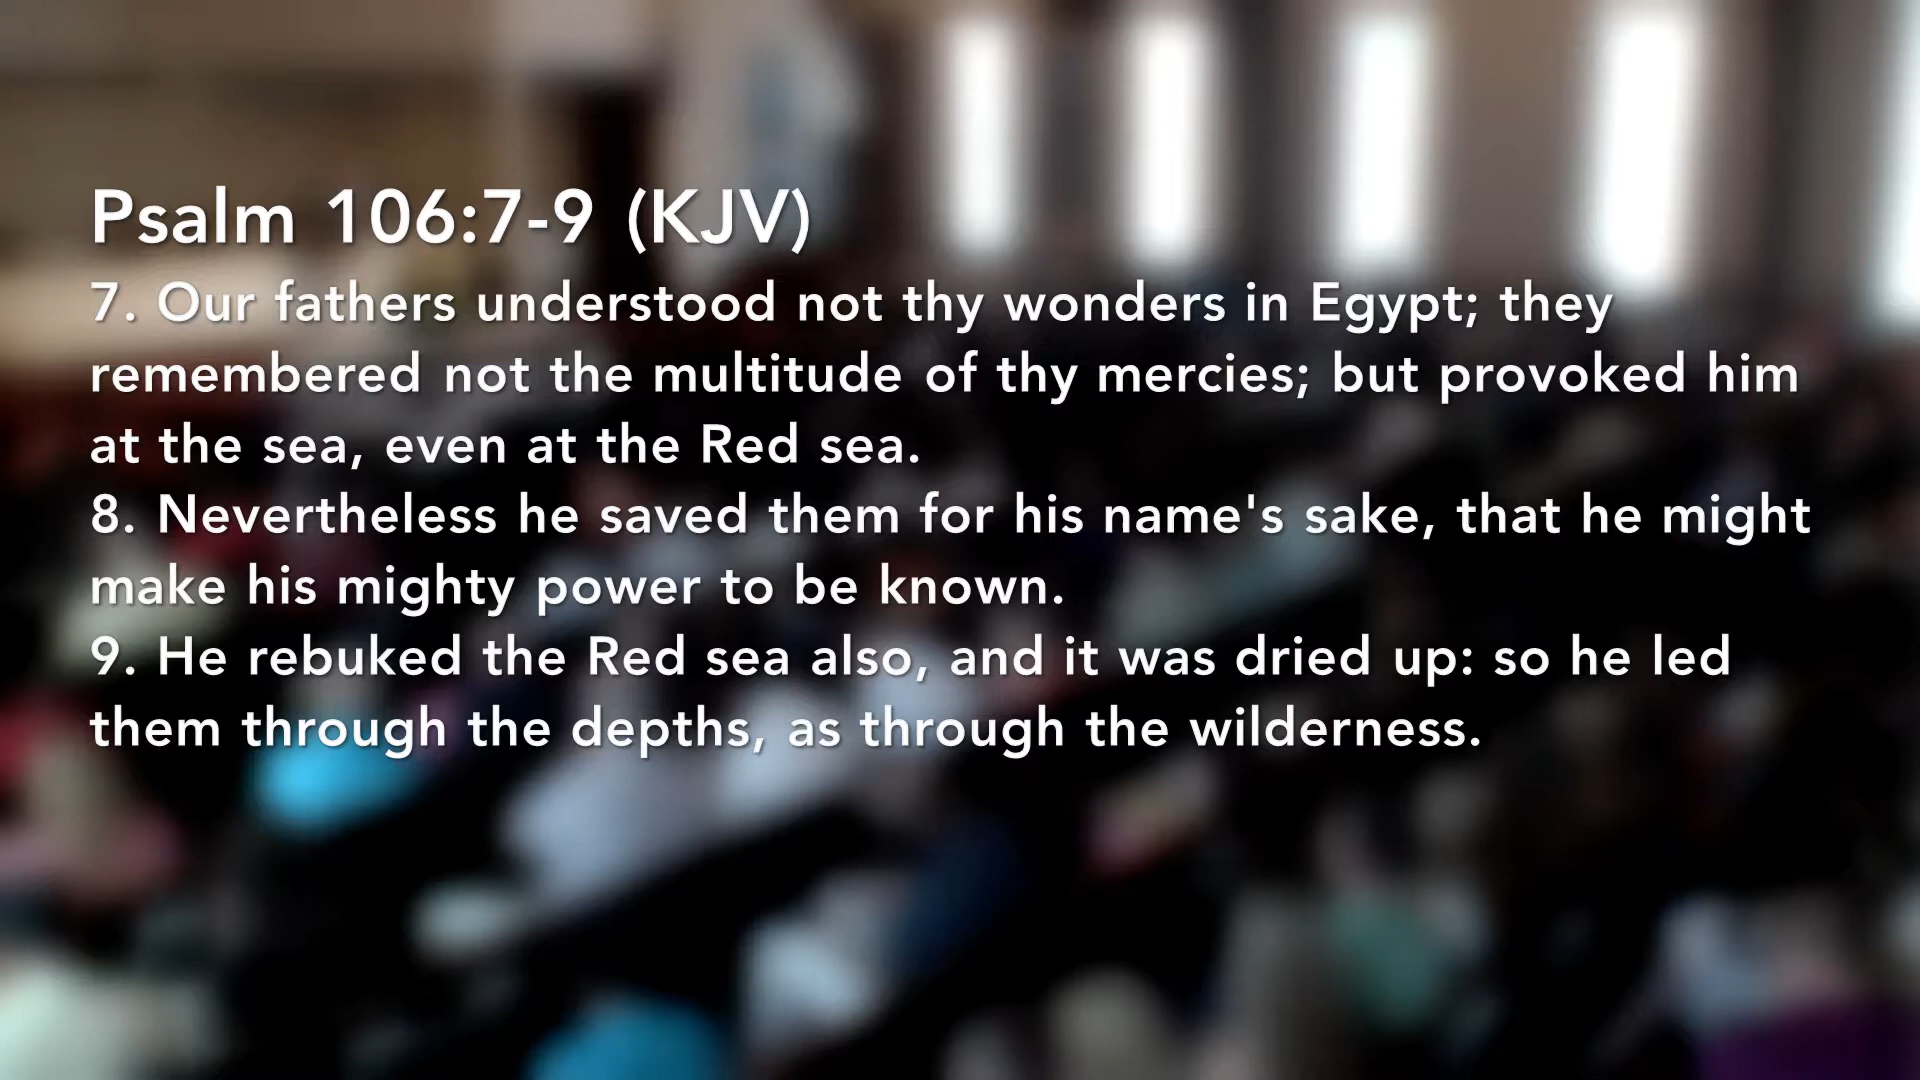 Psalm 106:7-9 (KJV)
7. Our fathers understood not thy wonders in Egypt; they
remembered not the multitude of thy mercies; but provoked him
at the sea, even at the Red sea.
8. Nevertheless he saved them for his name's sake, that he might
make his mighty power to be known.
9. He rebuked the Red sea also, and it was dried up: so he led
them through the depths, as through the wilderness.